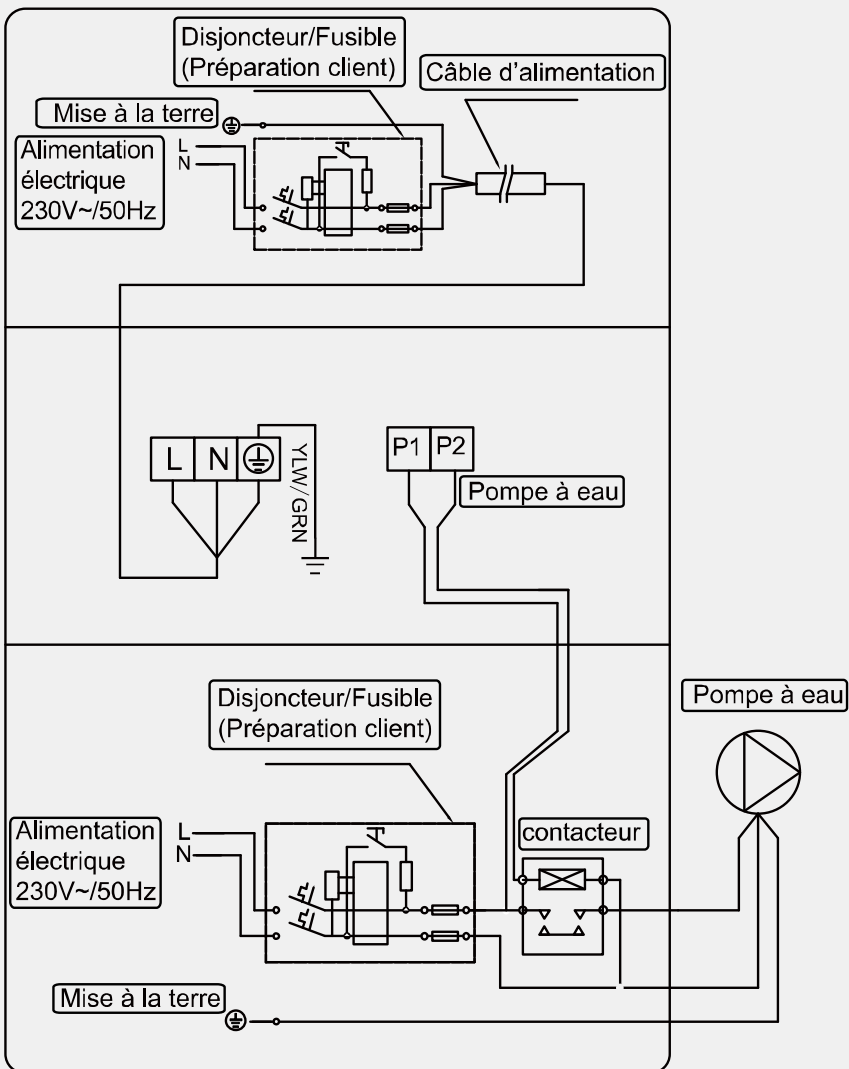 Disjoncteur/Fusible
(Préparation client)
Câble d'alimentation
Mise à la terre
Alimentation
électrique
230V~/50Hz
L
N
L N
YLW/GRN
P1 P2
Pompe à eau
Disjoncteur/Fusible
(Préparation client)
Pompe à eau
Alimentation
électrique
230V~/50Hz
L
N
contacteur
Mise à la terre